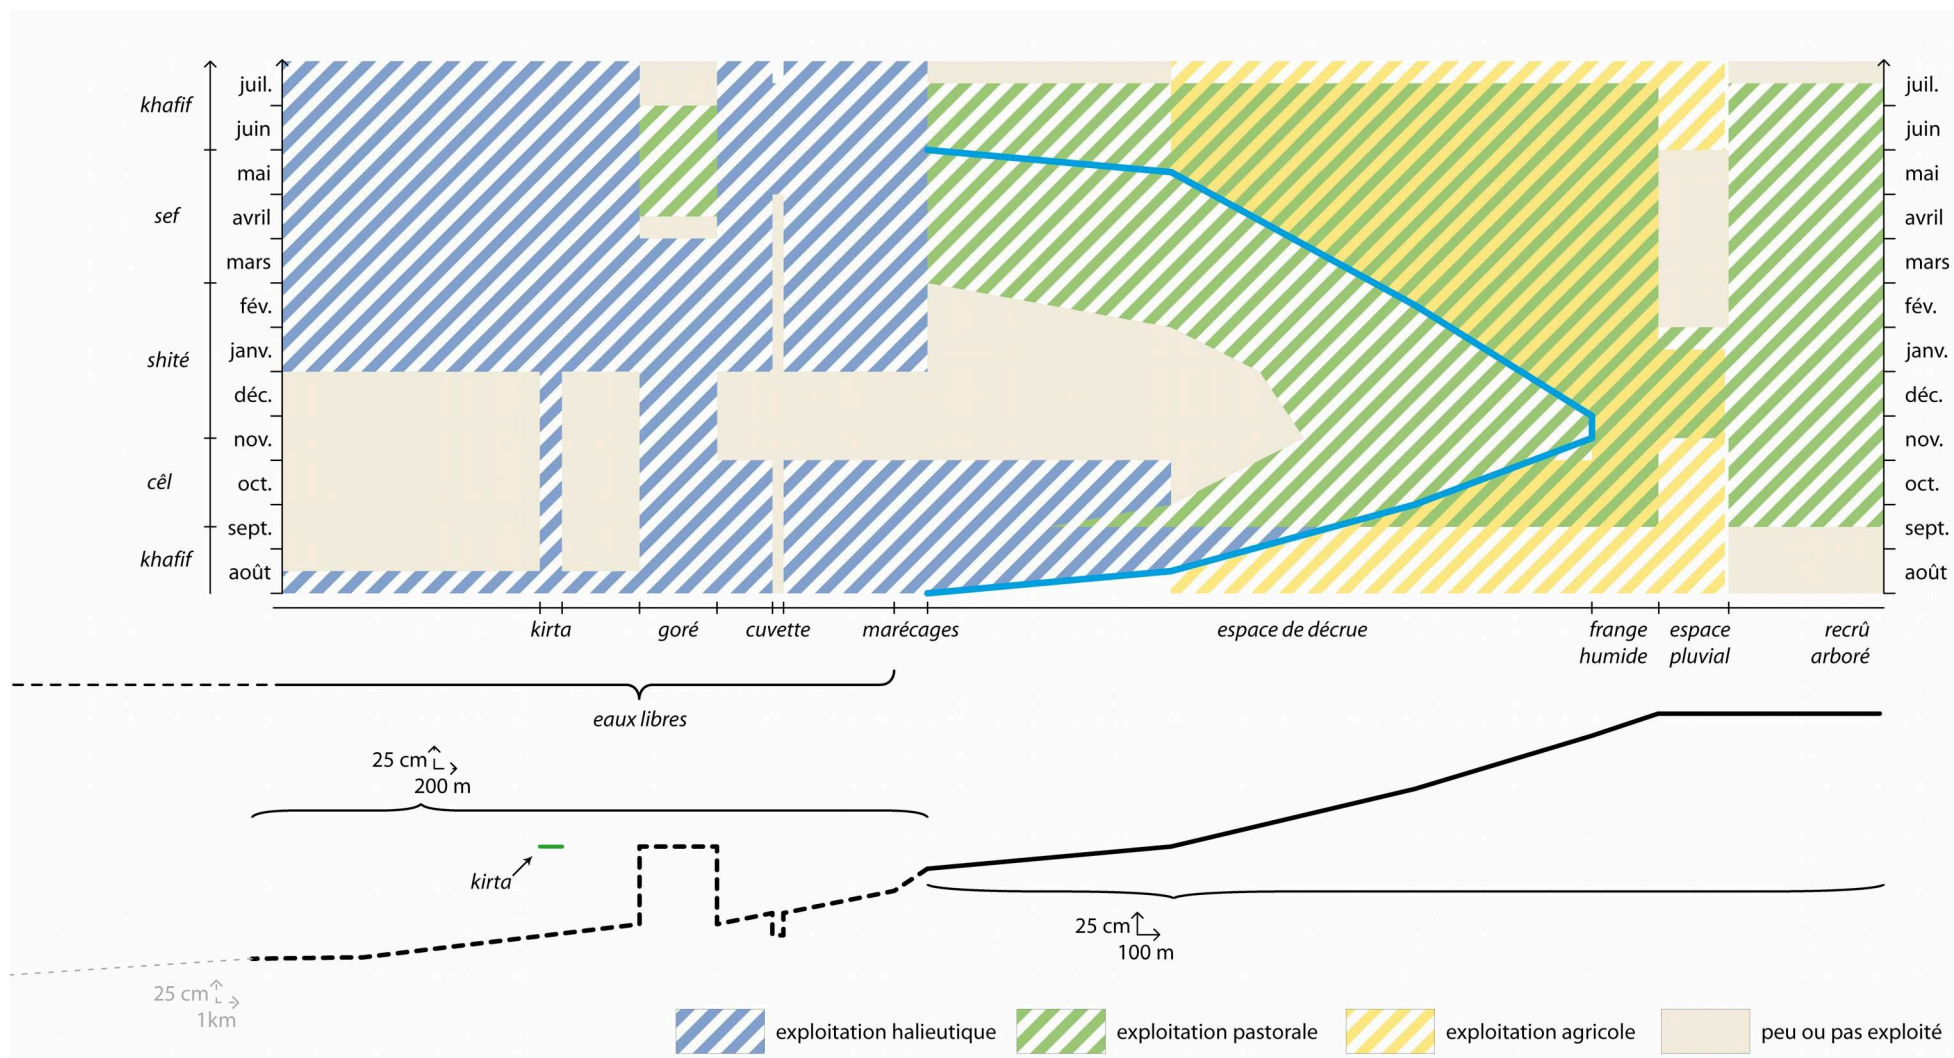 juil.
juin
mai
avril
mars
fév.
janv.
déc.
nov.
oct.
sept.
août
khafif
sef
shité
cêl
khafif
juil.
juin
mai
avril
mars
fév.
janv.
déc.
nov.
oct.
sept.
août
kirta
goré
cuvette
marécages
espace de décrue
frange
humide
espace
pluvial
recrû
arboré
eaux libres
25 cm
200 m
kirta
25 cm
100 m
25 cm
1km
exploitation halieutique
exploitation pastorale
exploitation agricole
peu ou pas exploité